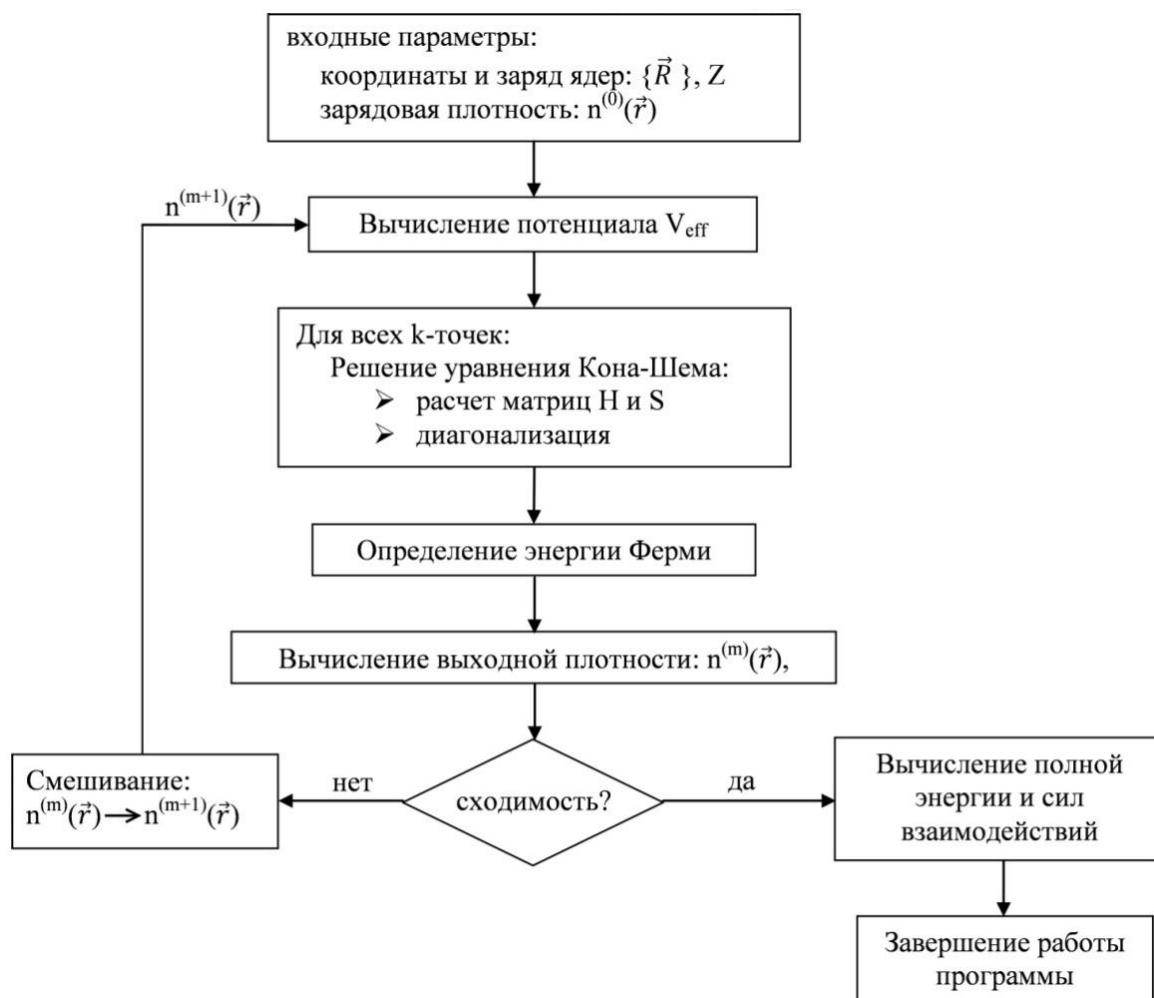 входные параметры:
координаты и заряд ядер: {R⃗ }, Z
зарядовая плотность: n⁽⁰⁾(r⃗)
n⁽ᵐ⁺¹⁾(r⃗)
Вычисление потенциала V_eff
Для всех k-точек:
Решение уравнения Кона-Шема:
➢ расчет матриц H и S
➢ диагонализация
Определение энергии Ферми
Вычисление выходной плотности: n⁽ᵐ⁾(r⃗),
Смешивание:
n⁽ᵐ⁾(r⃗)→n⁽ᵐ⁺¹⁾(r⃗)
нет
сходимость?
да
Вычисление полной
энергии и сил
взаимодействий
Завершение работы
программы